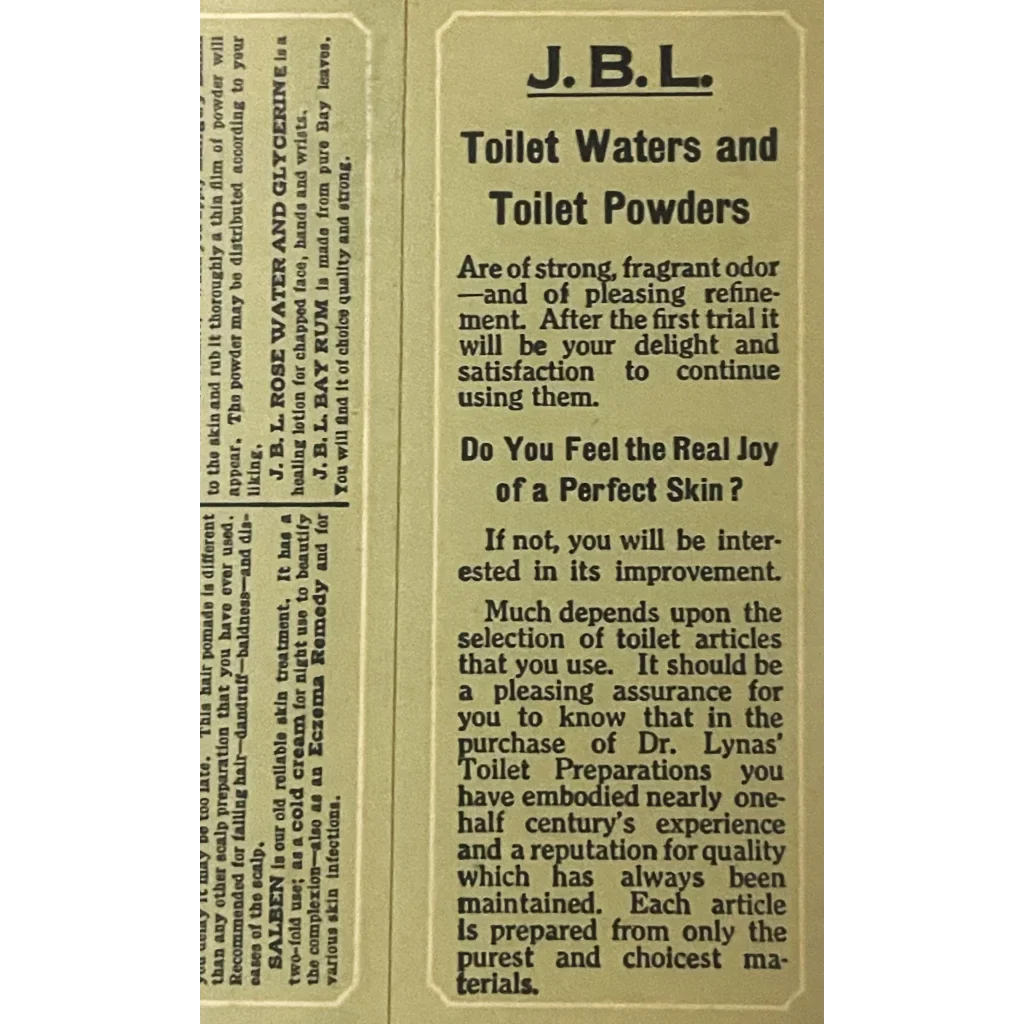 J. B. L.
Toilet Waters and
Toilet Powders
Are of strong, fragrant odor
—and of pleasing refine-
ment. After the first trial it
will be your delight and
satisfaction to continue
using them.
Do You Feel the Real Joy
of a Perfect Skin?
If not, you will be inter-
ested in its improvement.
Much depends upon the
selection of toilet articles
that you use. It should be
a pleasing assurance for
you to know that in the
purchase of Dr. Lynas'
Toilet Preparations you
have embodied nearly one-
half century's experience
and a reputation for quality
which has always been
maintained. Each article
is prepared from only the
purest and choicest ma-
terials.
to the skin and rub it thoroughly a thin film of powder will
appear. The powder may be distributed according to your
liking.
J. B. L. ROSE WATER AND GLYCERINE is a
healing lotion for chapped face, hands and wrists.
J. B. L. BAY RUM is made from pure Bay leaves.
You will find it of choice quality and strong.
it may be too late. This hair pomade is different
than any other scalp preparation that you have ever used.
Recommended for falling hair—dandruff—baldness—and dis-
eases of the scalp.
SALBEN is our old reliable skin treatment. It has a
two-fold use; as a cold cream for night use to beautify
the complexion—also as an Eczema Remedy and for
various skin infections.